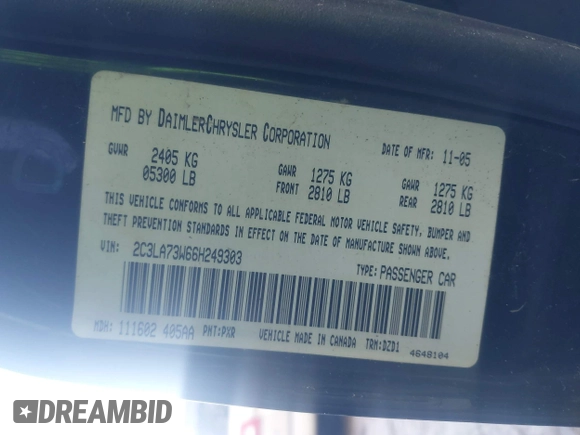 MFD BY DAIMLERCHRYSLER CORPORATION
DATE OF MFR: 11-05
GVWR 2405 KG
05300 LB
GAWR FRONT 1275 KG
2810 LB
GAWR REAR 1275 KG
2810 LB
THIS VEHICLE CONFORMS TO ALL APPLICABLE FEDERAL MOTOR VEHICLE SAFETY, BUMPER AND
THEFT PREVENTION STANDARDS IN EFFECT ON THE DATE OF MANUFACTURE SHOWN ABOVE.
VIN: 2C3LA73W66H249303
TYPE: PASSENGER CAR
MDH: 111602 405AA PNT:PXR VEHICLE MADE IN CANADA TRM:DZD1
4648104
DREAMBID